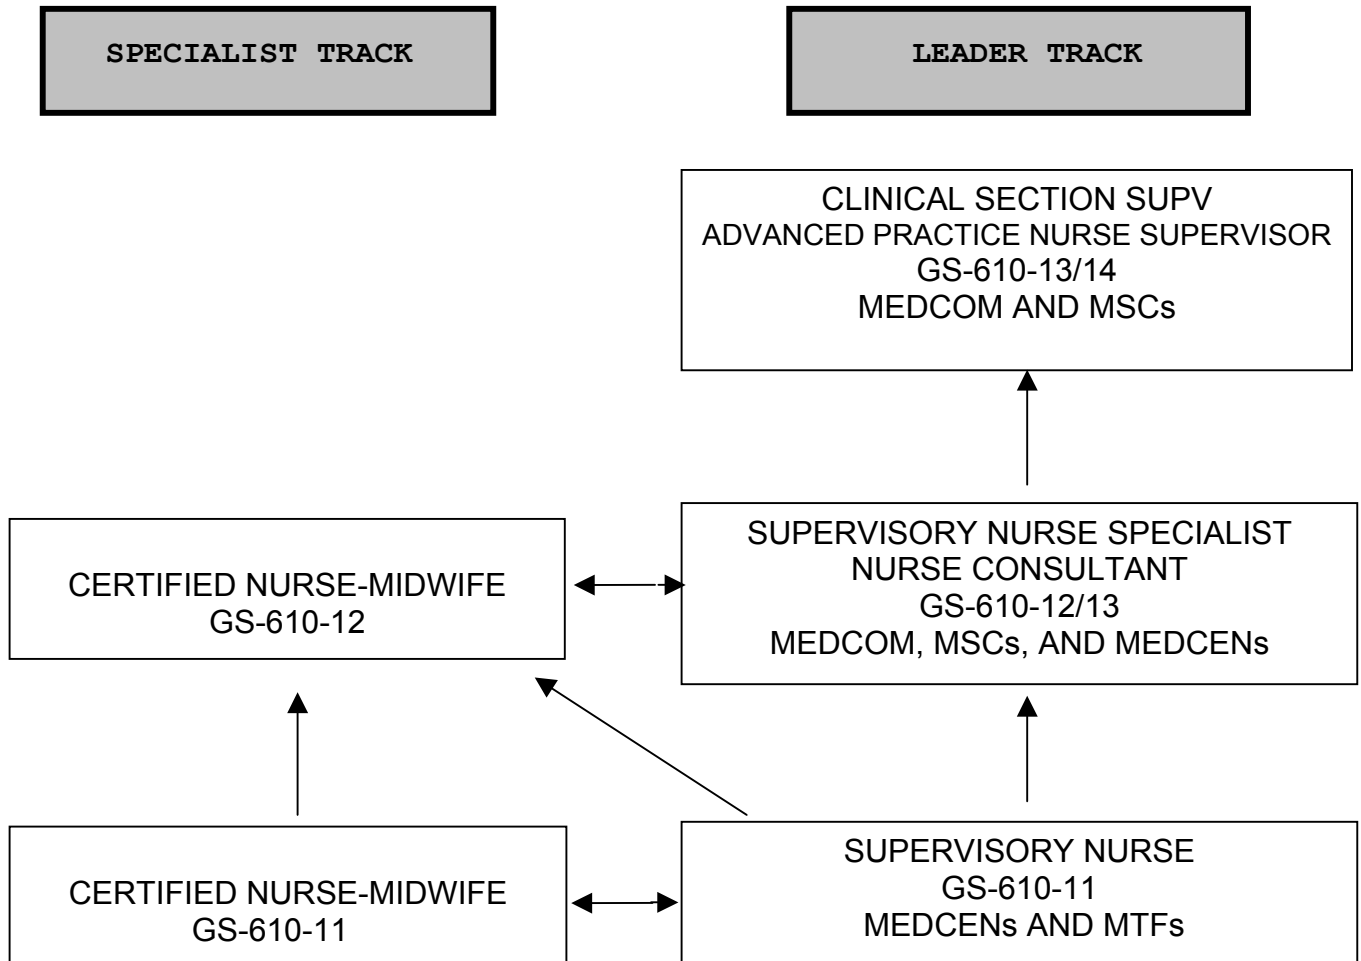 SPECIALIST TRACK
LEADER TRACK
CLINICAL SECTION SUPV
ADVANCED PRACTICE NURSE SUPERVISOR
GS-610-13/14
MEDCOM AND MSCs
CERTIFIED NURSE-MIDWIFE
GS-610-12
SUPERVISORY NURSE SPECIALIST
NURSE CONSULTANT
GS-610-12/13
MEDCOM, MSCs, AND MEDCENs
CERTIFIED NURSE-MIDWIFE
GS-610-11
SUPERVISORY NURSE
GS-610-11
MEDCENs AND MTFs